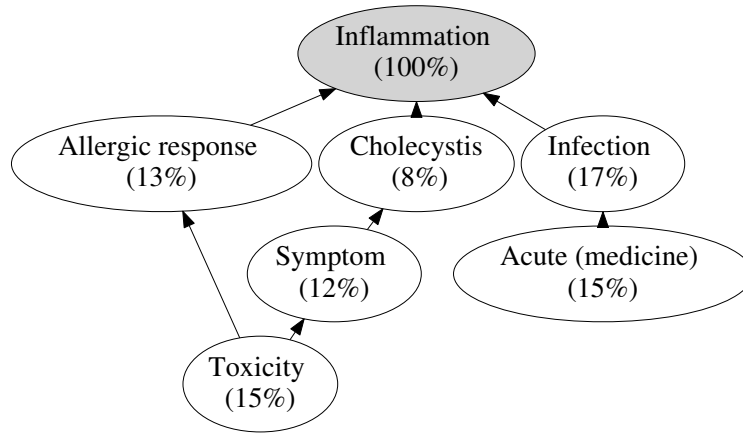 Inflammation
(100%)
Allergic response
(13%)
Cholecystis
(8%)
Infection
(17%)
Symptom
(12%)
Acute (medicine)
(15%)
Toxicity
(15%)